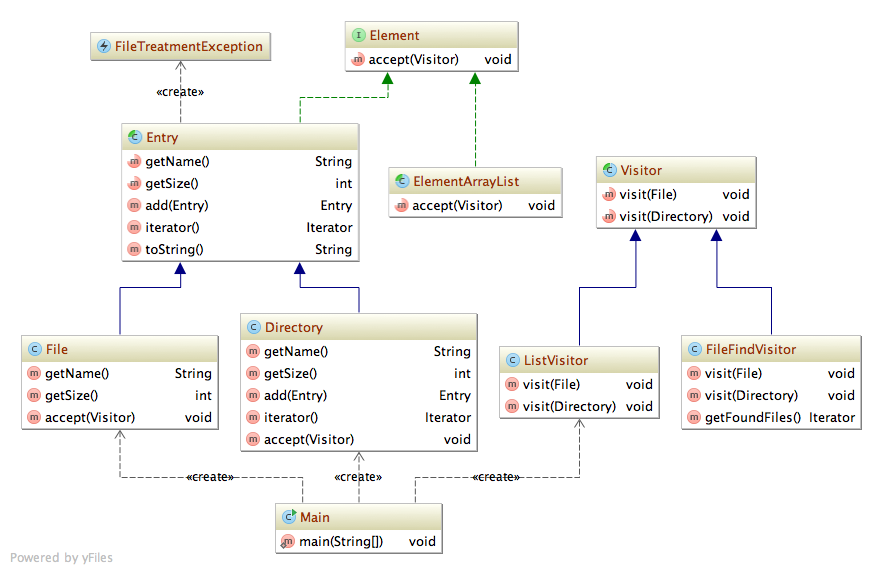 FileTreatmentException
Element
accept(Visitor) void
«create»
Entry
getName() String
getSize() int
add(Entry) Entry
iterator() Iterator
toString() String
ElementArrayList
accept(Visitor) void
Visitor
visit(File) void
visit(Directory) void
File
getName() String
getSize() int
accept(Visitor) void
Directory
getName() String
getSize() int
add(Entry) Entry
iterator() Iterator
accept(Visitor) void
ListVisitor
visit(File) void
visit(Directory) void
FileFindVisitor
visit(File) void
visit(Directory) void
getFoundFiles() Iterator
«create» «create» «create»
Main
main(String[]) void
Powered by yFiles